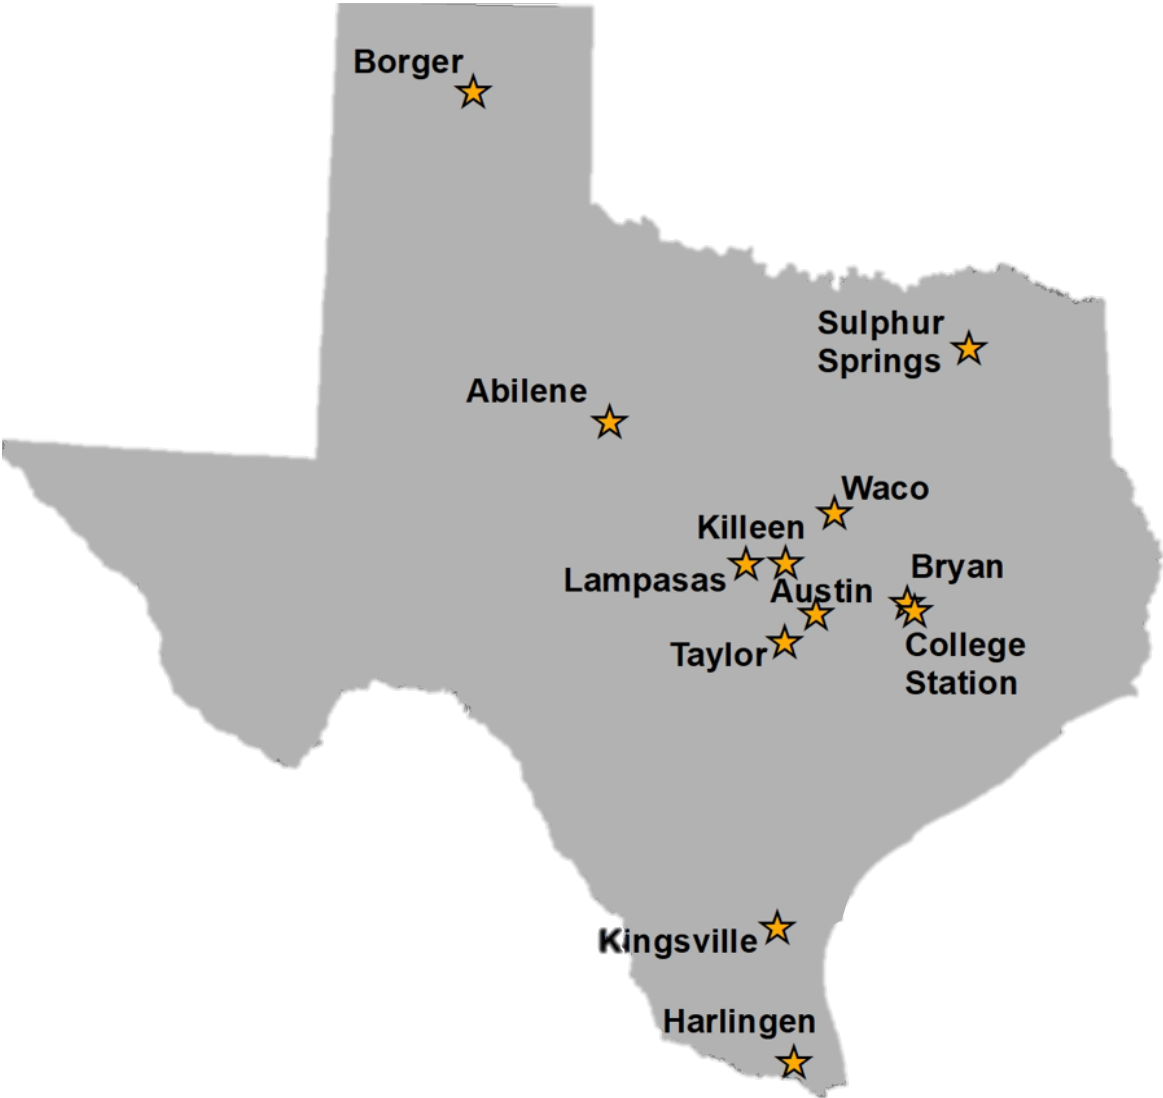 Borger
Sulphur
Springs
Abilene
Waco
Killeen
Lampasas
Bryan
Austin
Taylor
College
Station
Kingsville
Harlingen